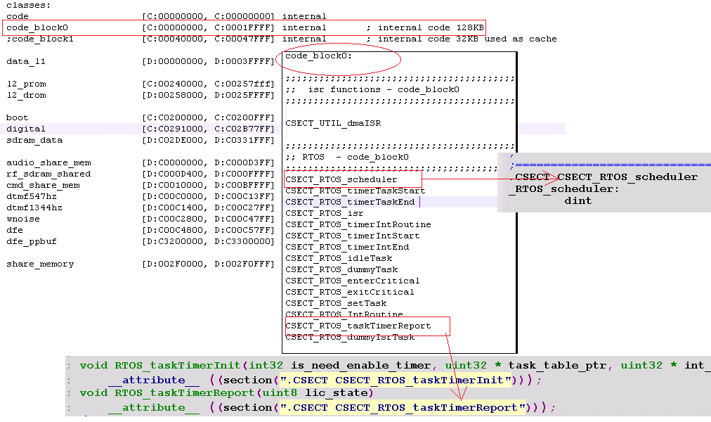 classes:
code [C:00000000, C:00000000] internal
code_block0 [C:00000000, C:0001FFFF] internal ; internal code 128KB
;code_block1 [C:00040000, C:00047FFF] internal ; internal code 32KB used as cache
data_l1 [D:00000000, D:0003FFFF]
l2_prom [C:00240000, C:00257fff]
l2_drom [D:00258000, D:0025FFFF]
boot [C:C0200000, C:C0200FFF]
digital [C:C0291000, C:C02B77FF]
sdram_data [D:C02DE000, D:C0331FFF]
audio_share_mem [D:C0000000, D:C000D3FF]
rf_sdram_shared [D:C000D400, D:C000FFFF]
cmd_share_mem [D:C0010000, D:C00BFFFF]
dtmf547hz [D:C00C0000, D:C00C13FF]
dtmf1344hz [D:C00C1400, D:C00C27FF]
wnoise [D:C00C2800, D:C00C47FF]
dfe [D:C00C4800, D:C00C57FF]
dfe_ppbuf [D:C3200000, D:C3300000]
share_memory [D:002F0000, D:002F0FFF]
code_block0:
;;;;;;;;;;;;;;;;;;;;;;;;;;;;;;;;;;;;;;
;; isr functions - code_block0
;;;;;;;;;;;;;;;;;;;;;;;;;;;;;;;;;;;;;;
CSECT_UTIL_dmaISR
;;;;;;;;;;;;;;;;;;;;;;;;;;;;;;;;;;;;;;
;; RTOS - code_block0
;;;;;;;;;;;;;;;;;;;;;;;;;;;;;;;;;;;;;;
CSECT_RTOS_scheduler
CSECT_RTOS_timerTaskStart
CSECT_RTOS_timerTaskEnd
CSECT_RTOS_isr
CSECT_RTOS_timerIntRoutine
CSECT_RTOS_timerIntStart
CSECT_RTOS_timerIntEnd
CSECT_RTOS_idleTask
CSECT_RTOS_dummyTask
CSECT_RTOS_enterCritical
CSECT_RTOS_exitCritical
CSECT_RTOS_setTask
CSECT_RTOS_IntRoutine
CSECT_RTOS_taskTimerReport
CSECT_RTOS_dummyIsrTask
;=========================
.CSECT CSECT_RTOS_scheduler
_RTOS_scheduler:
dint
: void RTOS_taskTimerInit(int32 is_need_enable_timer, uint32 * task_table_ptr, uint32 * int_
: __attribute__ ((section(".CSECT CSECT_RTOS_taskTimerInit")));
: void RTOS_taskTimerReport(uint8 lic_state)
: __attribute__ ((section(".CSECT CSECT_RTOS_taskTimerReport")));